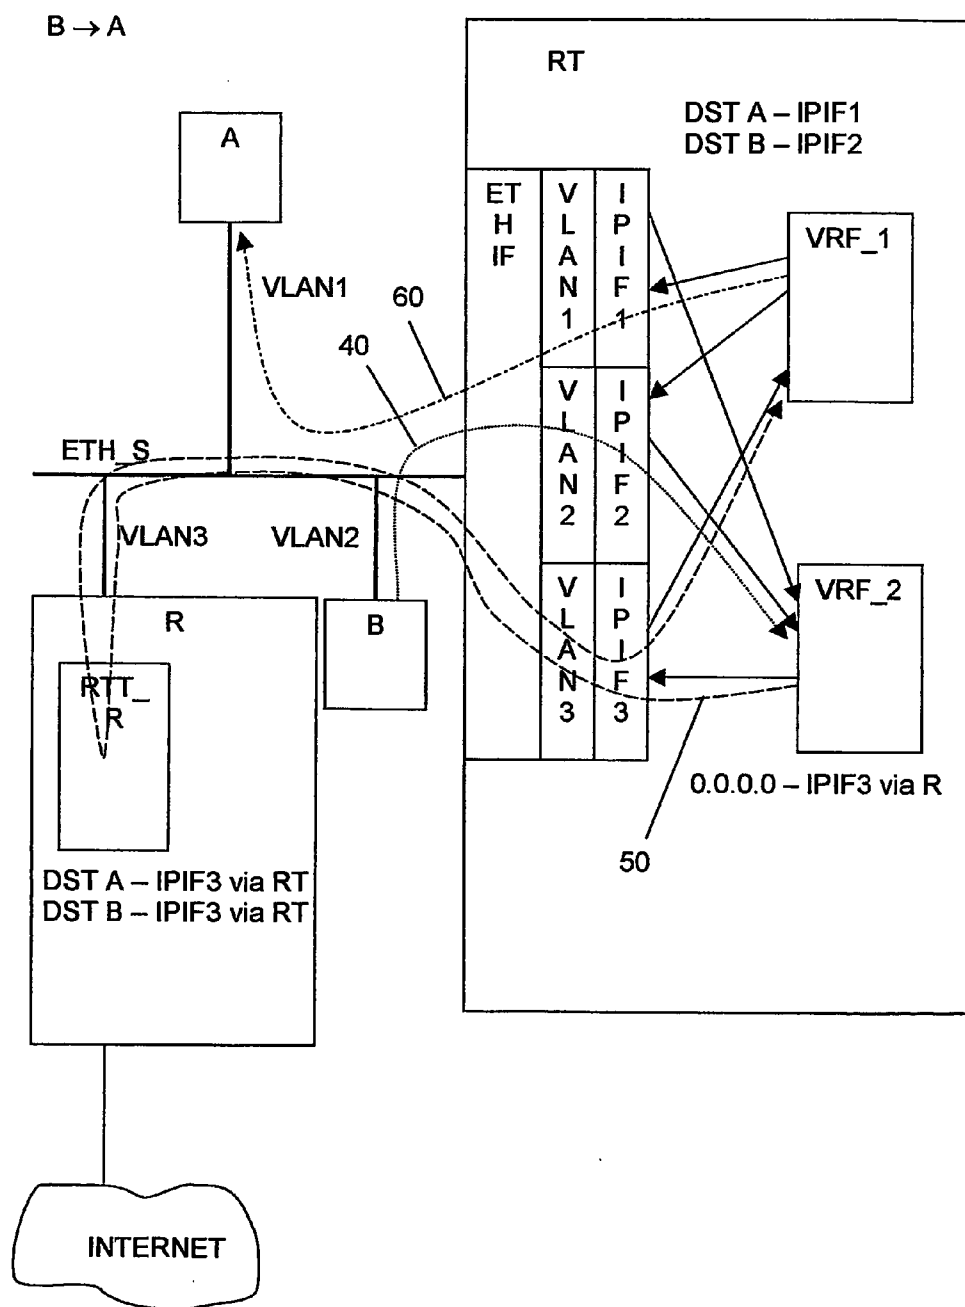 B → A
RT
DST A – IPIF1
DST B – IPIF2
A
ET
H
IF
V
L
A
N
1
I
P
I
F
1
VRF_1
VLAN1
60
40
V
L
A
N
2
I
P
I
F
2
ETH_S
VLAN3
VLAN2
V
L
A
N
3
I
P
I
F
3
VRF_2
R
B
RTT_
R
0.0.0.0 – IPIF3 via R
50
DST A – IPIF3 via RT
DST B – IPIF3 via RT
INTERNET